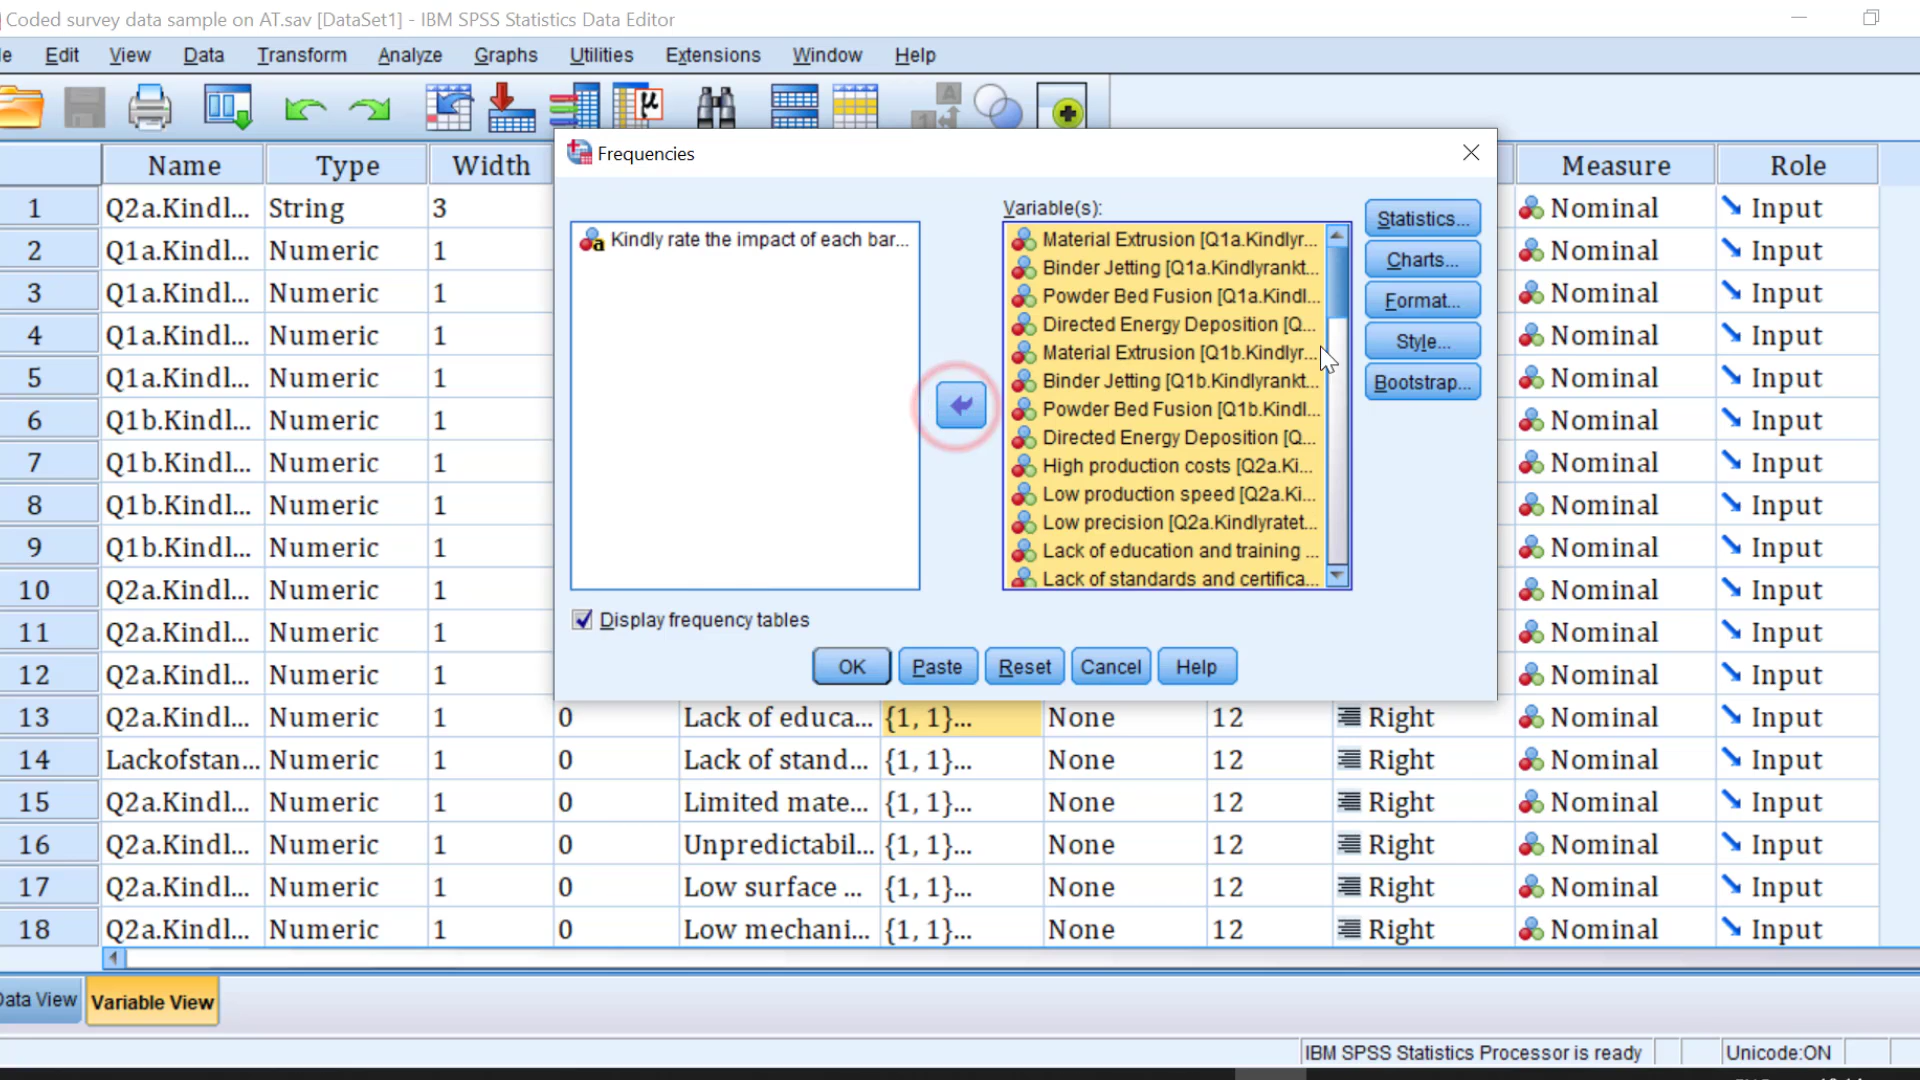 Coded survey data sample on AT.sav [DataSet1] - IBM SPSS Statistics Data Editor
le Edit View Data Transform Analyze Graphs Utilities Extensions Window Help
Name Type Width Measure Role
1 Q2a.Kindl... String 3 Nominal Input
2 Q1a.Kindl... Numeric 1 Nominal Input
3 Q1a.Kindl... Numeric 1 Nominal Input
4 Q1a.Kindl... Numeric 1 Nominal Input
5 Q1a.Kindl... Numeric 1 Nominal Input
6 Q1b.Kindl... Numeric 1 Nominal Input
7 Q1b.Kindl... Numeric 1 Nominal Input
8 Q1b.Kindl... Numeric 1 Nominal Input
9 Q1b.Kindl... Numeric 1 Nominal Input
10 Q2a.Kindl... Numeric 1 Nominal Input
11 Q2a.Kindl... Numeric 1 Nominal Input
12 Q2a.Kindl... Numeric 1 Nominal Input
13 Q2a.Kindl... Numeric 1 0 Lack of educa... {1, 1}... None 12 Right Nominal Input
14 Lackofstan... Numeric 1 0 Lack of stand... {1, 1}... None 12 Right Nominal Input
15 Q2a.Kindl... Numeric 1 0 Limited mate... {1, 1}... None 12 Right Nominal Input
16 Q2a.Kindl... Numeric 1 0 Unpredictabil... {1, 1}... None 12 Right Nominal Input
17 Q2a.Kindl... Numeric 1 0 Low surface ... {1, 1}... None 12 Right Nominal Input
18 Q2a.Kindl... Numeric 1 0 Low mechani... {1, 1}... None 12 Right Nominal Input
Frequencies
Kindly rate the impact of each bar...
Variable(s):
Material Extrusion [Q1a.Kindlyr...
Binder Jetting [Q1a.Kindlyrankt...
Powder Bed Fusion [Q1a.Kindl...
Directed Energy Deposition [Q...
Material Extrusion [Q1b.Kindlyr...
Binder Jetting [Q1b.Kindlyrankt...
Powder Bed Fusion [Q1b.Kindl...
Directed Energy Deposition [Q...
High production costs [Q2a.Ki...
Low production speed [Q2a.Ki...
Low precision [Q2a.Kindlyratet...
Lack of education and training ...
Lack of standards and certifica...
Statistics...
Charts...
Format...
Style...
Bootstrap...
Display frequency tables
OK Paste Reset Cancel Help
Data View Variable View
IBM SPSS Statistics Processor is ready Unicode:ON